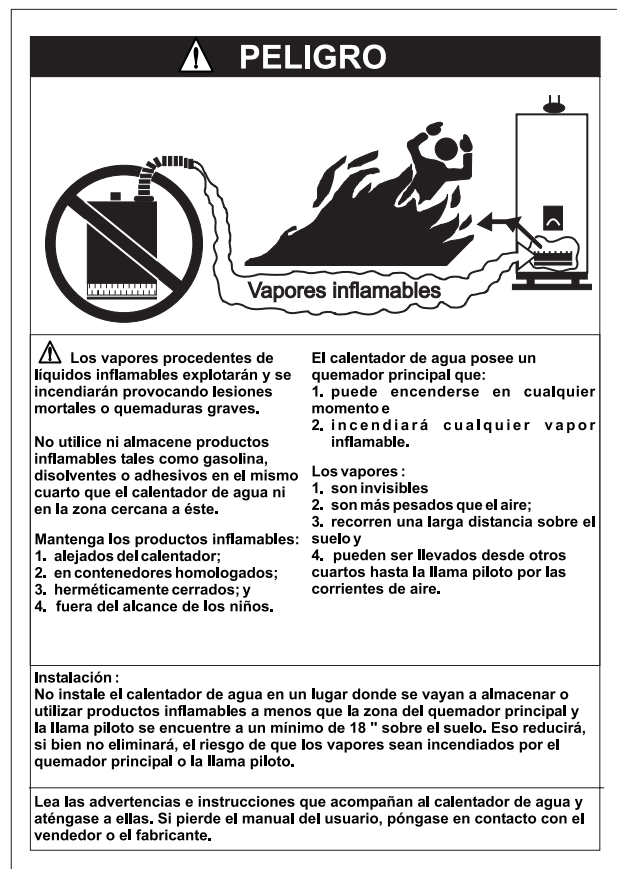 PELIGRO
Vapores inflamables
Los vapores procedentes de
líquidos inflamables explotarán y se
incendiarán provocando lesiones
mortales o quemaduras graves.
No utilice ni almacene productos
inflamables tales como gasolina,
disolventes o adhesivos en el mismo
cuarto que el calentador de agua ni
en la zona cercana a éste.
Mantenga los productos inflamables:
1. alejados del calentador;
2. en contenedores homologados;
3. herméticamente cerrados; y
4. fuera del alcance de los niños.
El calentador de agua posee un
quemador principal que:
1. puede encenderse en cualquier
momento e
2. incendiará cualquier vapor
inflamable.
Los vapores :
1. son invisibles
2. son más pesados que el aire;
3. recorren una larga distancia sobre el
suelo y
4. pueden ser llevados desde otros
cuartos hasta la llama piloto por las
corrientes de aire.
Instalación :
No instale el calentador de agua en un lugar donde se vayan a almacenar o
utilizar productos inflamables a menos que la zona del quemador principal y
la llama piloto se encuentre a un mínimo de 18 " sobre el suelo. Eso reducirá,
si bien no eliminará, el riesgo de que los vapores sean incendiados por el
quemador principal o la llama piloto.
Lea las advertencias e instrucciones que acompañan al calentador de agua y
aténgase a ellas. Si pierde el manual del usuario, póngase en contacto con el
vendedor o el fabricante.